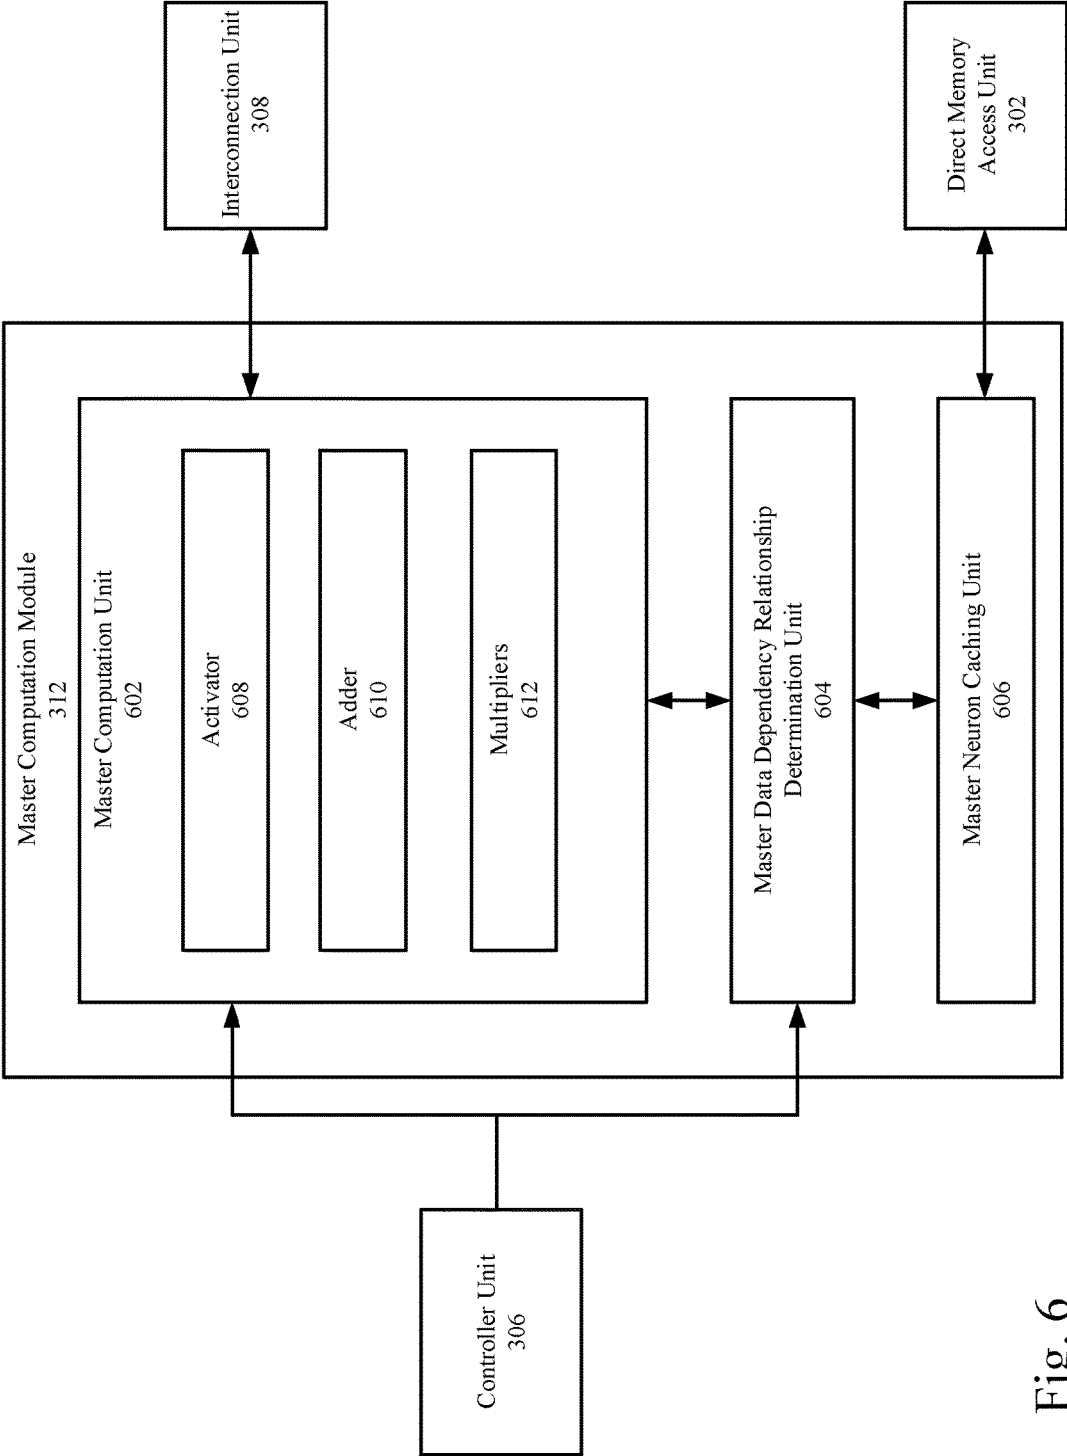 Master Computation Module
312
Master Computation Unit
602
Activator
608
Adder
610
Multipliers
612
Master Data Dependency Relationship
Determination Unit
604
Master Neuron Caching Unit
606
Controller Unit
306
Interconnection Unit
308
Direct Memory
Access Unit
302
Fig. 6